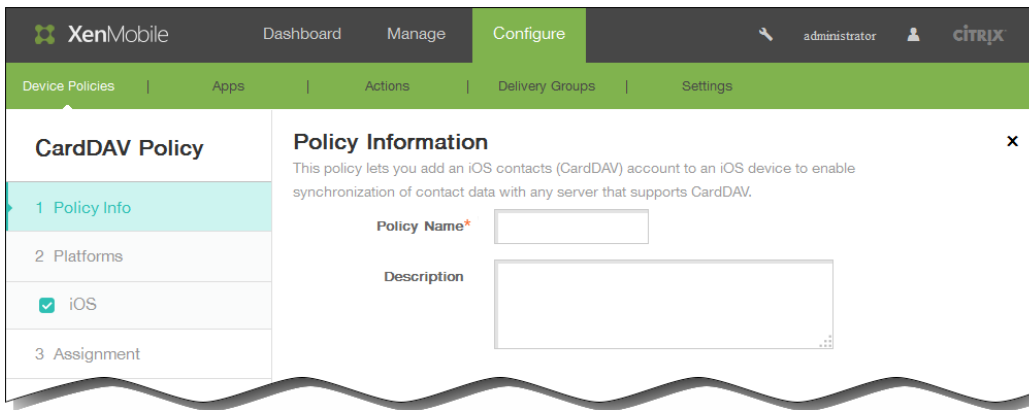 XenMobile Dashboard Manage Configure administrator CİTRIX
Device Policies | Apps | Actions | Delivery Groups | Settings
CardDAV Policy
1 Policy Info
2 Platforms
iOS
3 Assignment
Policy Information
This policy lets you add an iOS contacts (CardDAV) account to an iOS device to enable
synchronization of contact data with any server that supports CardDAV.
Policy Name*
Description